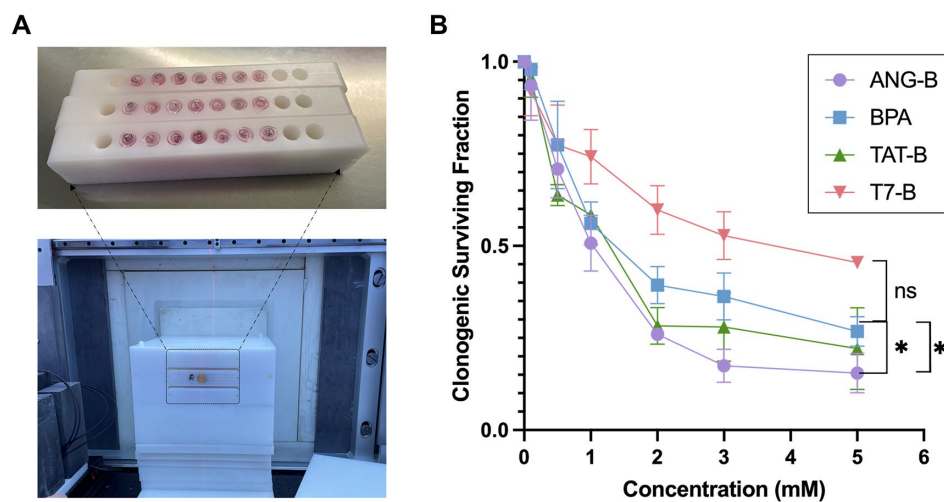 A
B
Clonogenic Surviving Fraction
1.0
0.5
0.0
0 1 2 3 4 5 6
Concentration (mM)
ANG-B
BPA
TAT-B
T7-B
ns
* *